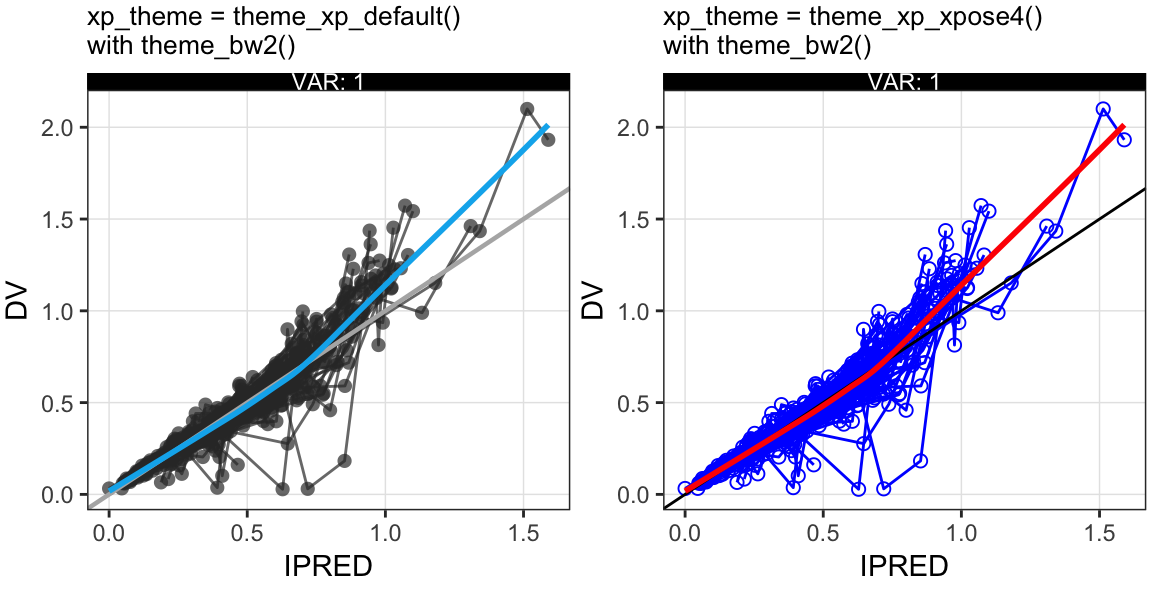 xp_theme = theme_xp_default()
with theme_bw2()
VAR: 1
DV
2.0
1.5
1.0
0.5
0.0
0.0 0.5 1.0 1.5
IPRED
xp_theme = theme_xp_xpose4()
with theme_bw2()
VAR: 1
DV
2.0
1.5
1.0
0.5
0.0
0.0 0.5 1.0 1.5
IPRED